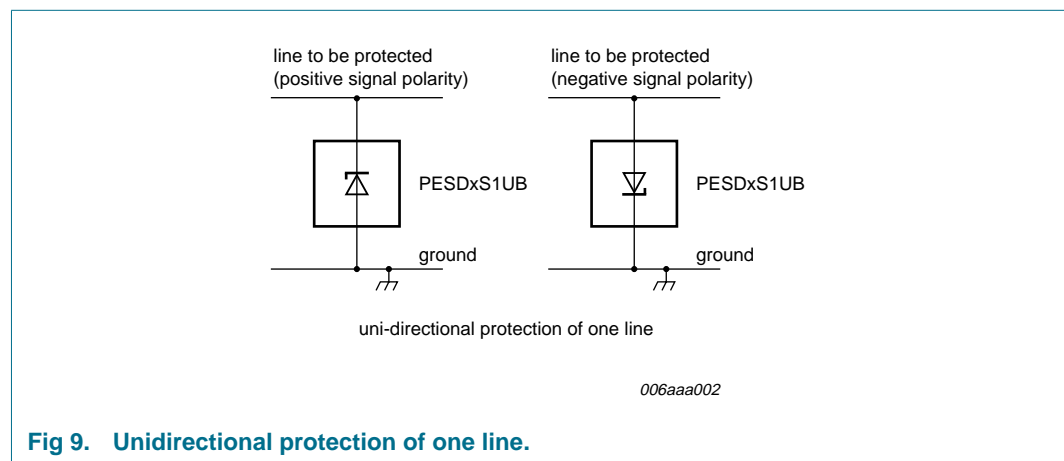 line to be protected
(positive signal polarity)
PESDxS1UB
ground
line to be protected
(negative signal polarity)
PESDxS1UB
ground
uni-directional protection of one line
006aaa002
Fig 9. Unidirectional protection of one line.